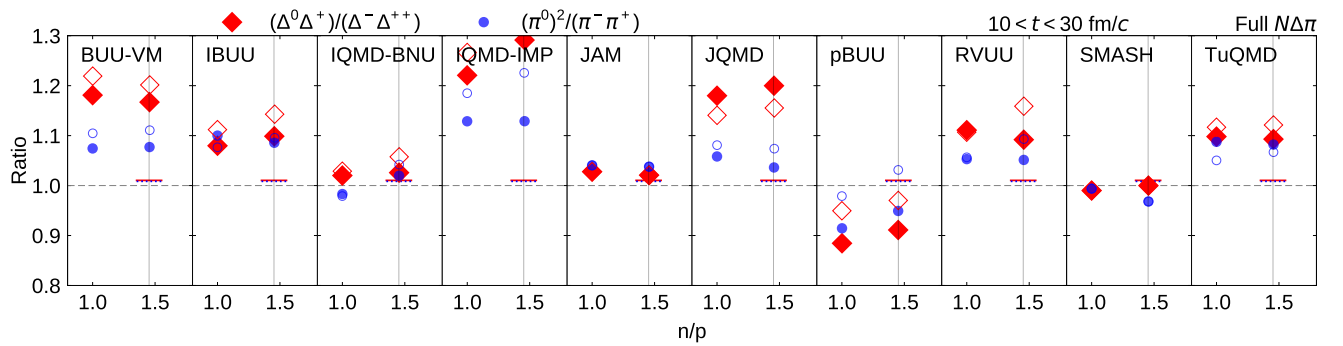 (Δ⁰Δ⁺)/(Δ⁻Δ⁺⁺) (π⁰)²/(π⁻π⁺) 10 < t < 30 fm/c Full NΔπ
1.3
BUU-VM IBUU IQMD-BNU IQMD-IMP JAM JQMD pBUU RVUU SMASH TuQMD
1.2
1.1
Ratio
1.0
0.9
0.8
1.0 1.5 1.0 1.5 1.0 1.5 1.0 1.5 1.0 1.5 1.0 1.5 1.0 1.5 1.0 1.5 1.0 1.5 1.0 1.5
n/p